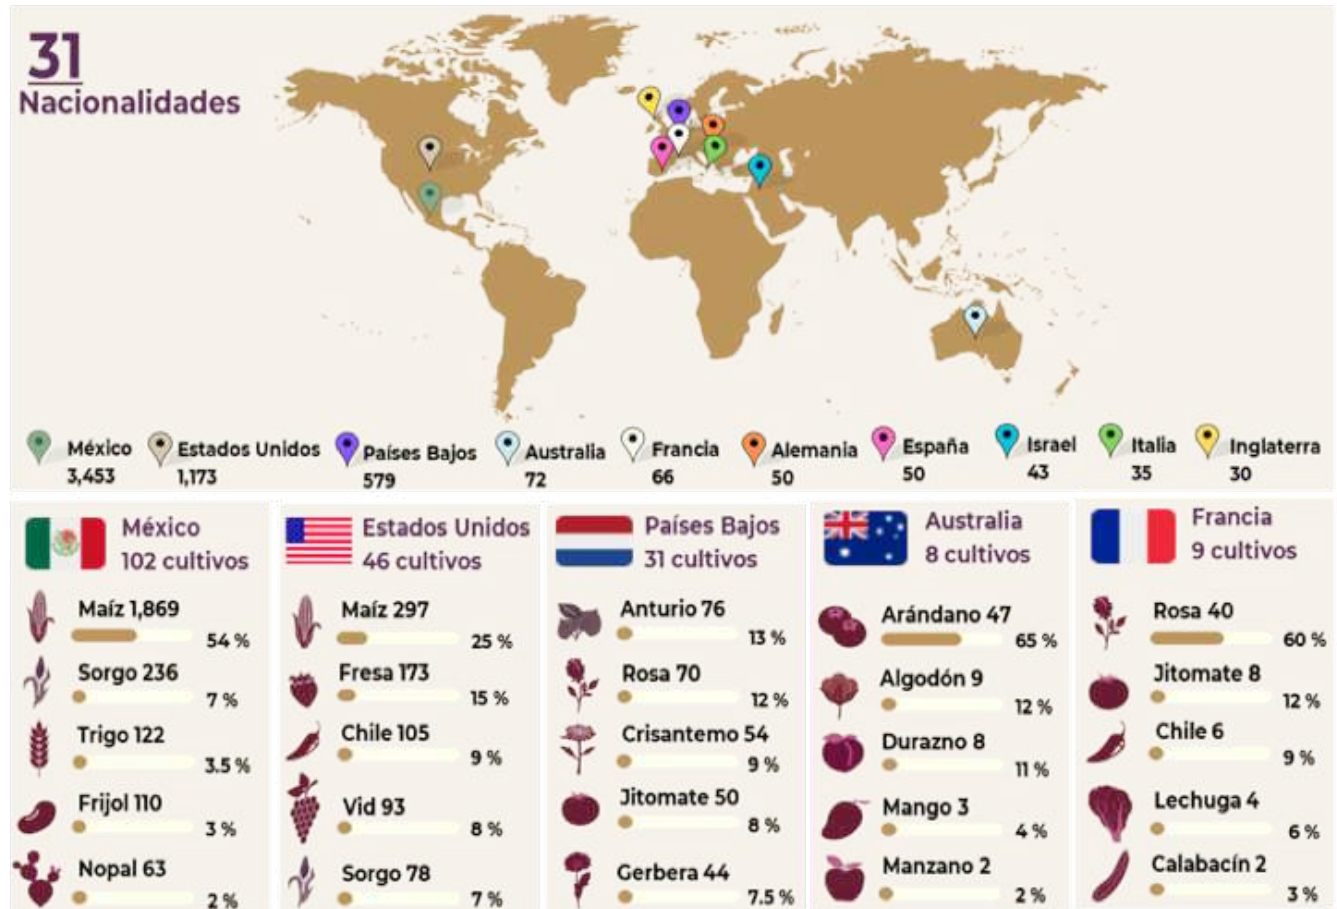 31
Nacionalidades
México
3,453
Estados Unidos
1,173
Países Bajos
579
Australia
72
Francia
66
Alemania
50
España
50
Israel
43
Italia
35
Inglaterra
30
México
102 cultivos
Maíz 1,869
54 %
Sorgo 236
7 %
Trigo 122
3.5 %
Frijol 110
3 %
Nopal 63
2 %
Estados Unidos
46 cultivos
Maíz 297
25 %
Fresa 173
15 %
Chile 105
9 %
Vid 93
8 %
Sorgo 78
7 %
Países Bajos
31 cultivos
Anturio 76
13 %
Rosa 70
12 %
Crisantemo 54
9 %
Jitomate 50
8 %
Gerbera 44
7.5 %
Australia
8 cultivos
Arándano 47
65 %
Algodón 9
12 %
Durazno 8
11 %
Mango 3
4 %
Manzano 2
2 %
Francia
9 cultivos
Rosa 40
60 %
Jitomate 8
12 %
Chile 6
9 %
Lechuga 4
6 %
Calabacín 2
3 %